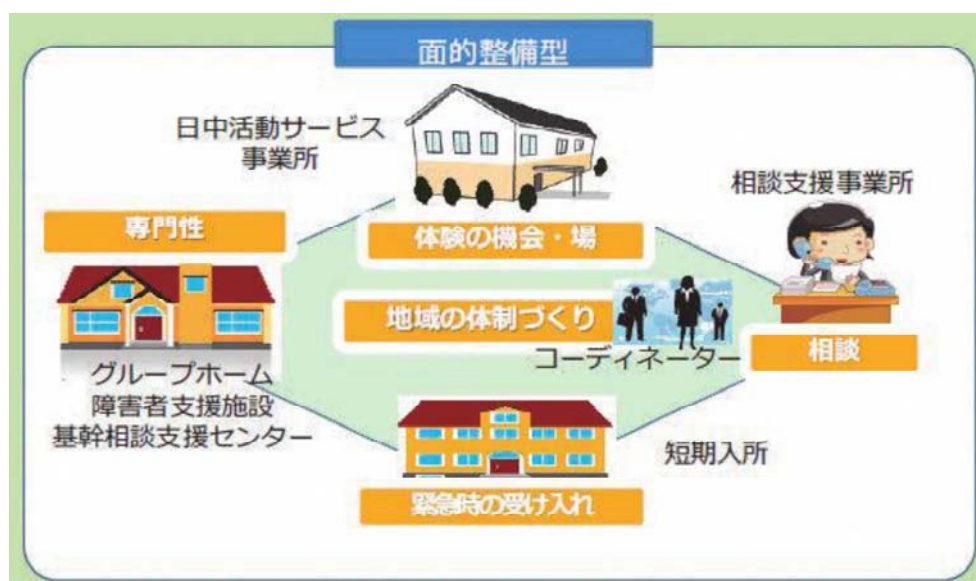 面的整備型
日中活動サービス
事業所
体験の機会・場
相談支援事業所
相談
専門性
グループホーム
障害者支援施設
基幹相談支援センター
地域の体制づくり
コーディネーター
短期入所
緊急時の受け入れ